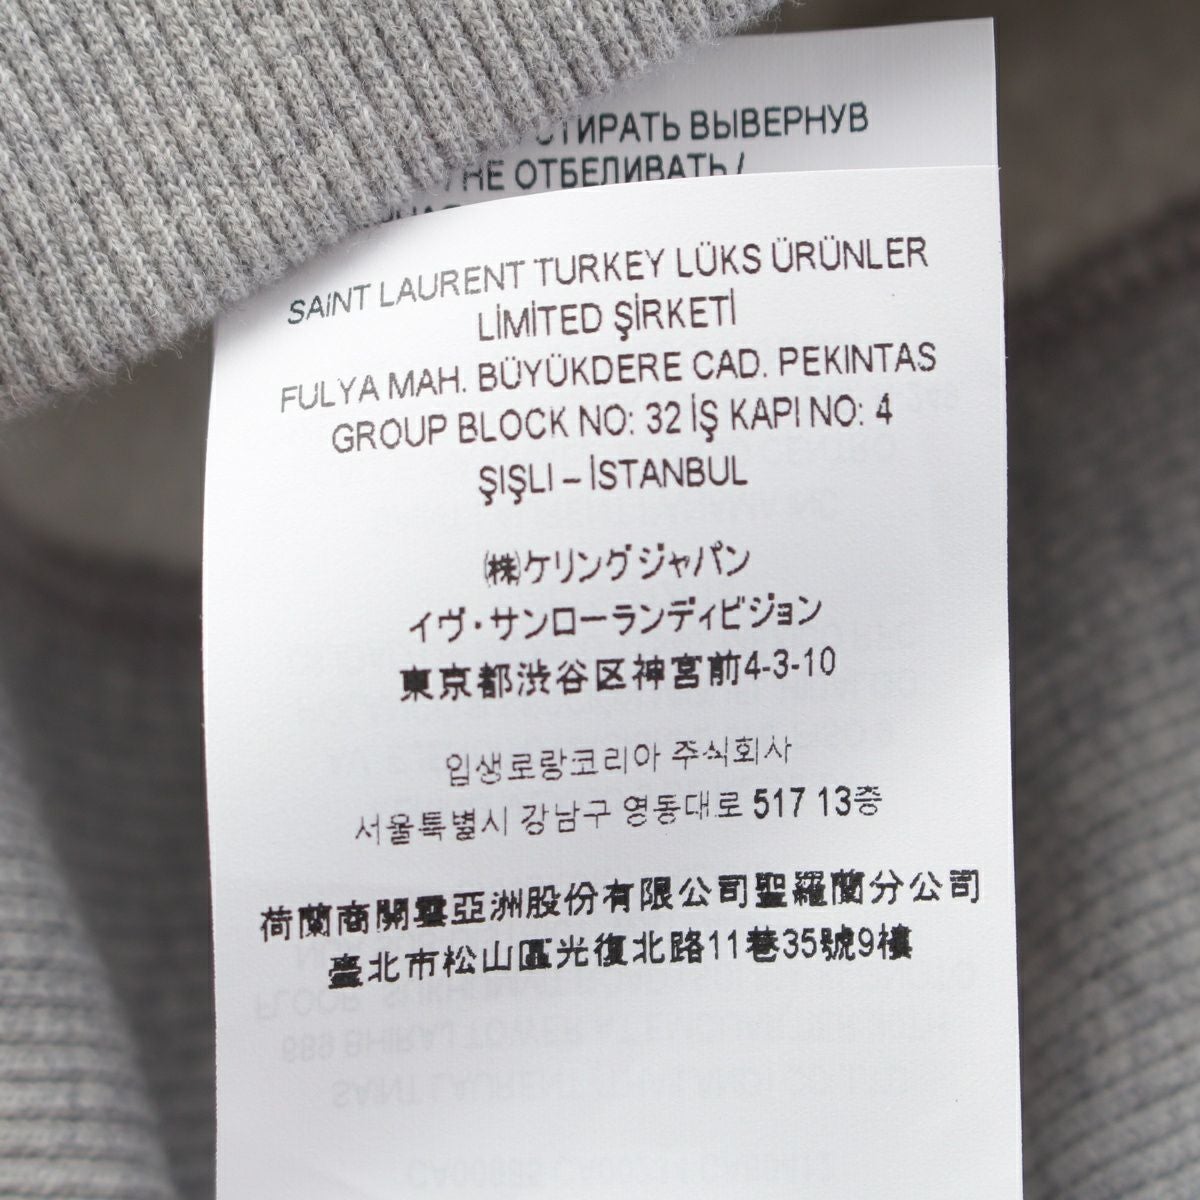 СТИРАТЬ ВЫВЕРНУВ
/ НЕ ОТБЕЛИВАТЬ /
SAINT LAURENT TURKEY LÜKS ÜRÜNLER
LİMİTED ŞİRKETİ
FULYA MAH. BÜYÜKDERE CAD. PEKINTAS
GROUP BLOCK NO: 32 İŞ KAPI NO: 4
ŞIŞLI – İSTANBUL
㈱ケリングジャパン
イヴ・サンローランディビジョン
東京都渋谷区神宮前4-3-10
입생로랑코리아 주식회사
서울특별시 강남구 영동대로 517 13층
荷蘭商開雲亞洲股份有限公司聖羅蘭分公司
臺北市松山區光復北路11巷35號9樓